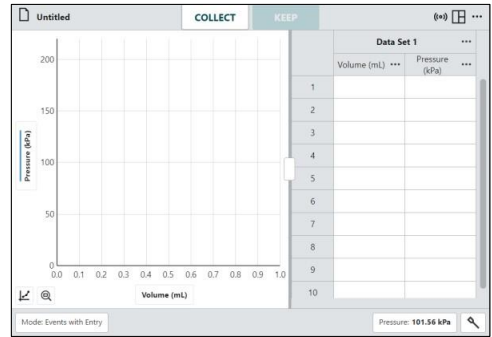 Untitled
COLLECT
KEEP
Data Set 1
Volume (mL)
Pressure
(kPa)
1
2
3
4
5
6
7
8
9
10
Pressure (kPa)
200
150
100
50
0
0.0 0.1 0.2 0.3 0.4 0.5 0.6 0.7 0.8 0.9 1.0
Volume (mL)
Mode: Events with Entry
Pressure: 101.56 kPa